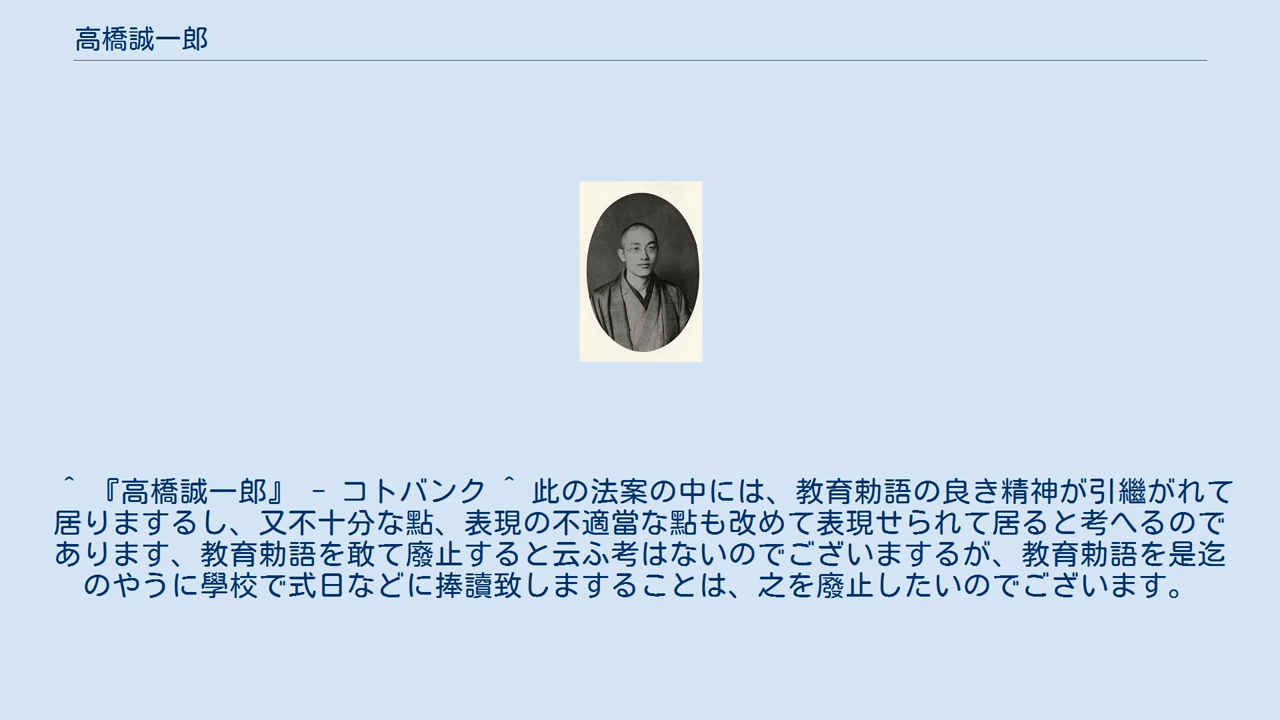 高橋誠一郎
^ 『高橋誠一郎』 - コトバンク ^ 此の法案の中には、教育勅語の良き精神が引繼がれて
居りまするし、又不十分な點、表現の不適當な點も改めて表現せられて居ると考へるので
あります、教育勅語を敢て廢止すると云ふ考はないのでございまするが、教育勅語を是迄
のやうに學校で式日などに捧讀致しますることは、之を廢止したいのでございます。